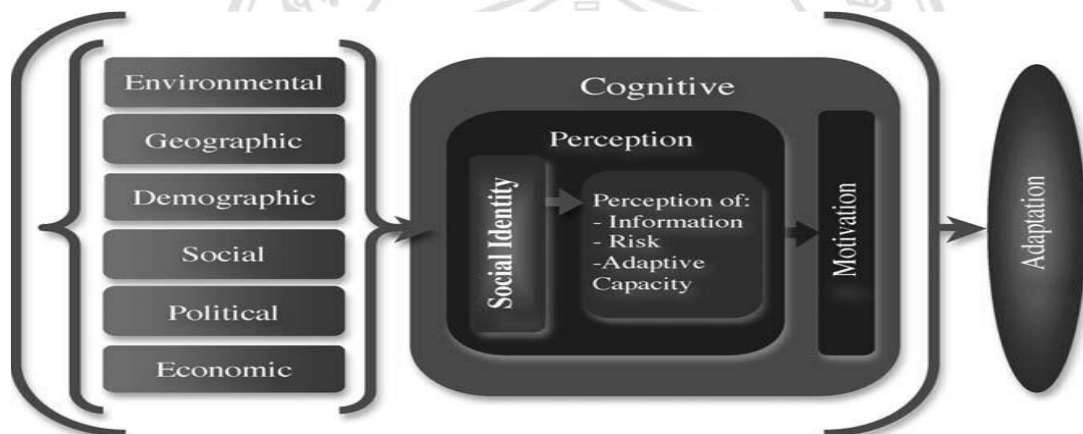 Environmental
Geographic
Demographic
Social
Political
Economic
Cognitive
Perception
Social Identity
Perception of:
- Information
- Risk
-Adaptive
Capacity
Motivation
Adaptation